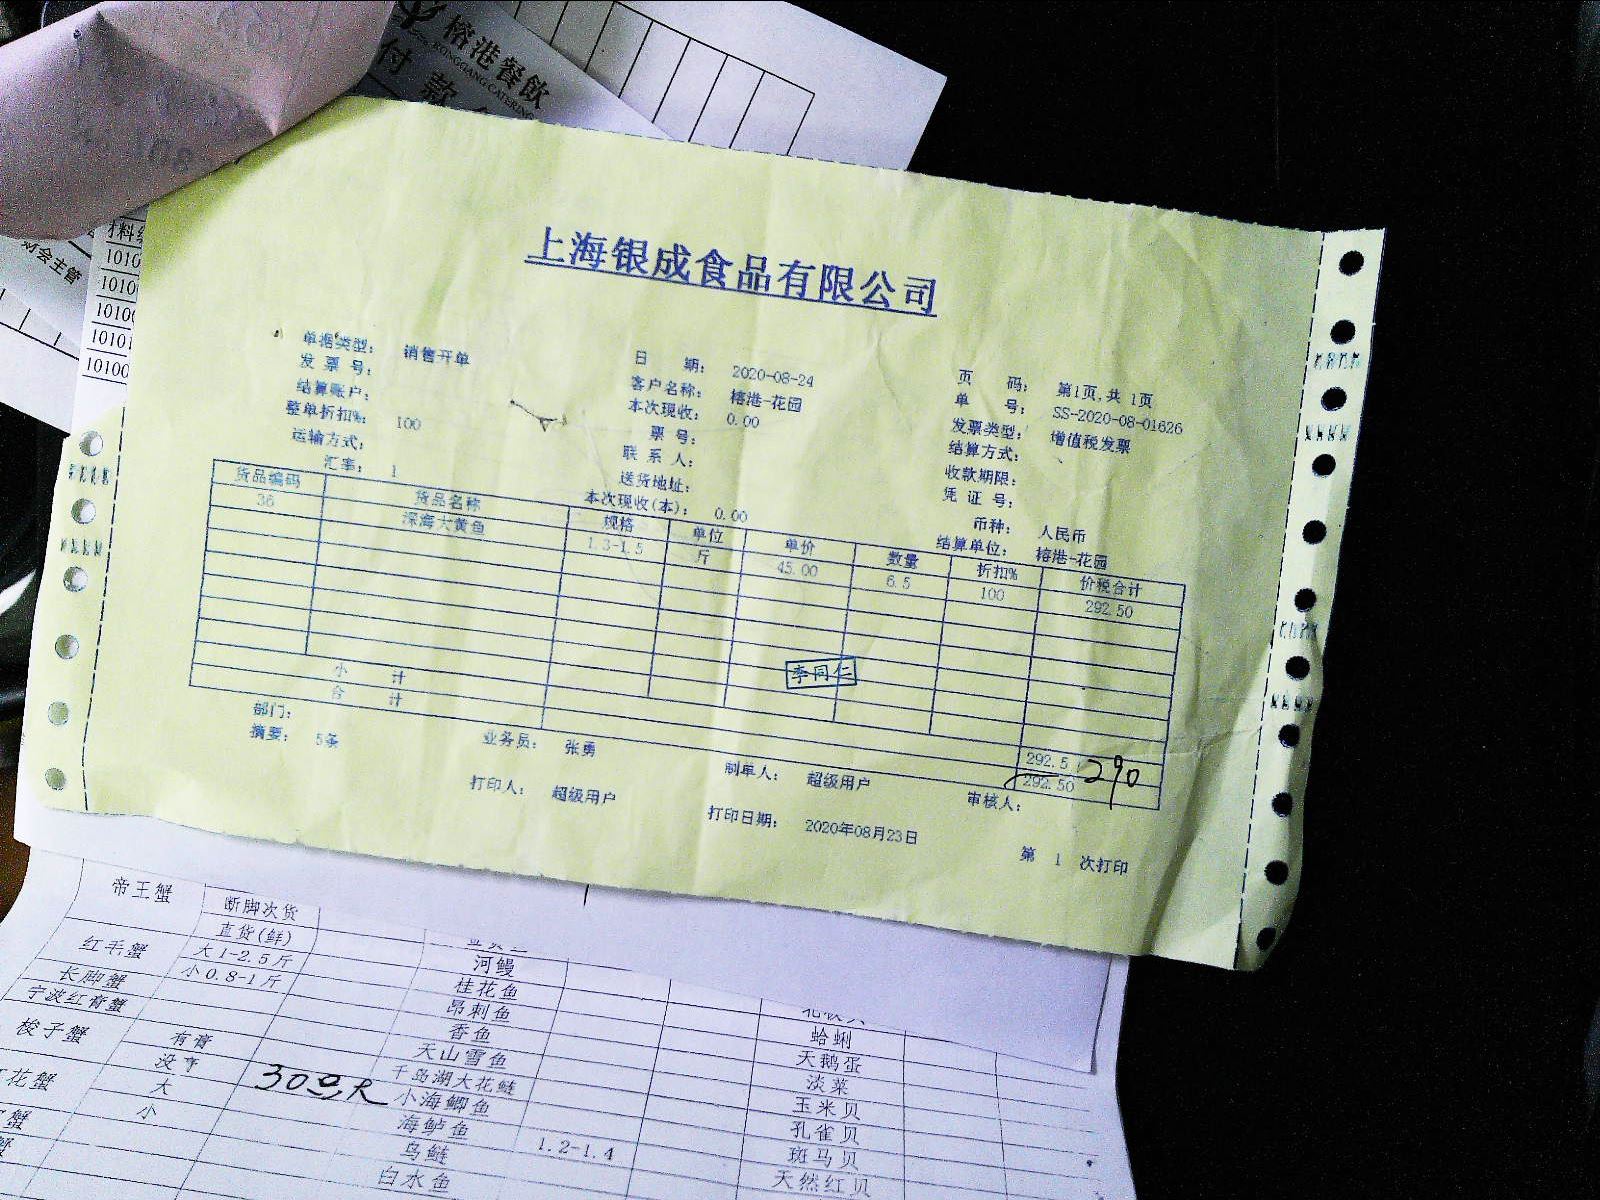 榕港餐饮
RONGGANG CATERING
付 款
财会主管
1010
上海银成食品有限公司
单据类型: 销售开单 日 期: 2020-08-24 页 码: 第1页,共 1页
发 票 号: 客户名称: 榕港-花园 单 号: SS-2020-08-01626
结算账户: 本次现收: 0.00 发票类型: 增值税发票
整单折扣%: 100 票 号: 结算方式:
运输方式: 联 系 人: 收款期限:
汇率: 1 送货地址: 凭 证 号:
本次现收(本): 0.00 币种: 人民币
结算单位: 榕港-花园
货品编码 货品名称 规格 单位 单价 数量 折扣% 价税合计
36 深海大黄鱼 1.3-1.5 斤 45.00 6.5 100 292.50
李同仁
小 计 292.5
合 计 292.50 290
部门: 业务员: 张勇 制单人: 超级用户 审核人:
摘要: 5条
打印人: 超级用户 打印日期: 2020年08月23日 第 1 次打印
帝王蟹 断脚次货
直货(鲜)
红毛蟹 大1-2.5斤 河鳗
长脚蟹 小0.8-1斤 桂花鱼
宁波红膏蟹 昂刺鱼
梭子蟹 有膏 香鱼 蛤蜊
没 天山雪鱼 天鹅蛋
花蟹 大 千岛湖大花鲢 淡菜
小 小海鲫鱼 玉米贝
蟹 海鲈鱼 孔雀贝
乌鲢 1.2-1.4 斑马贝
白水鱼 天然红贝